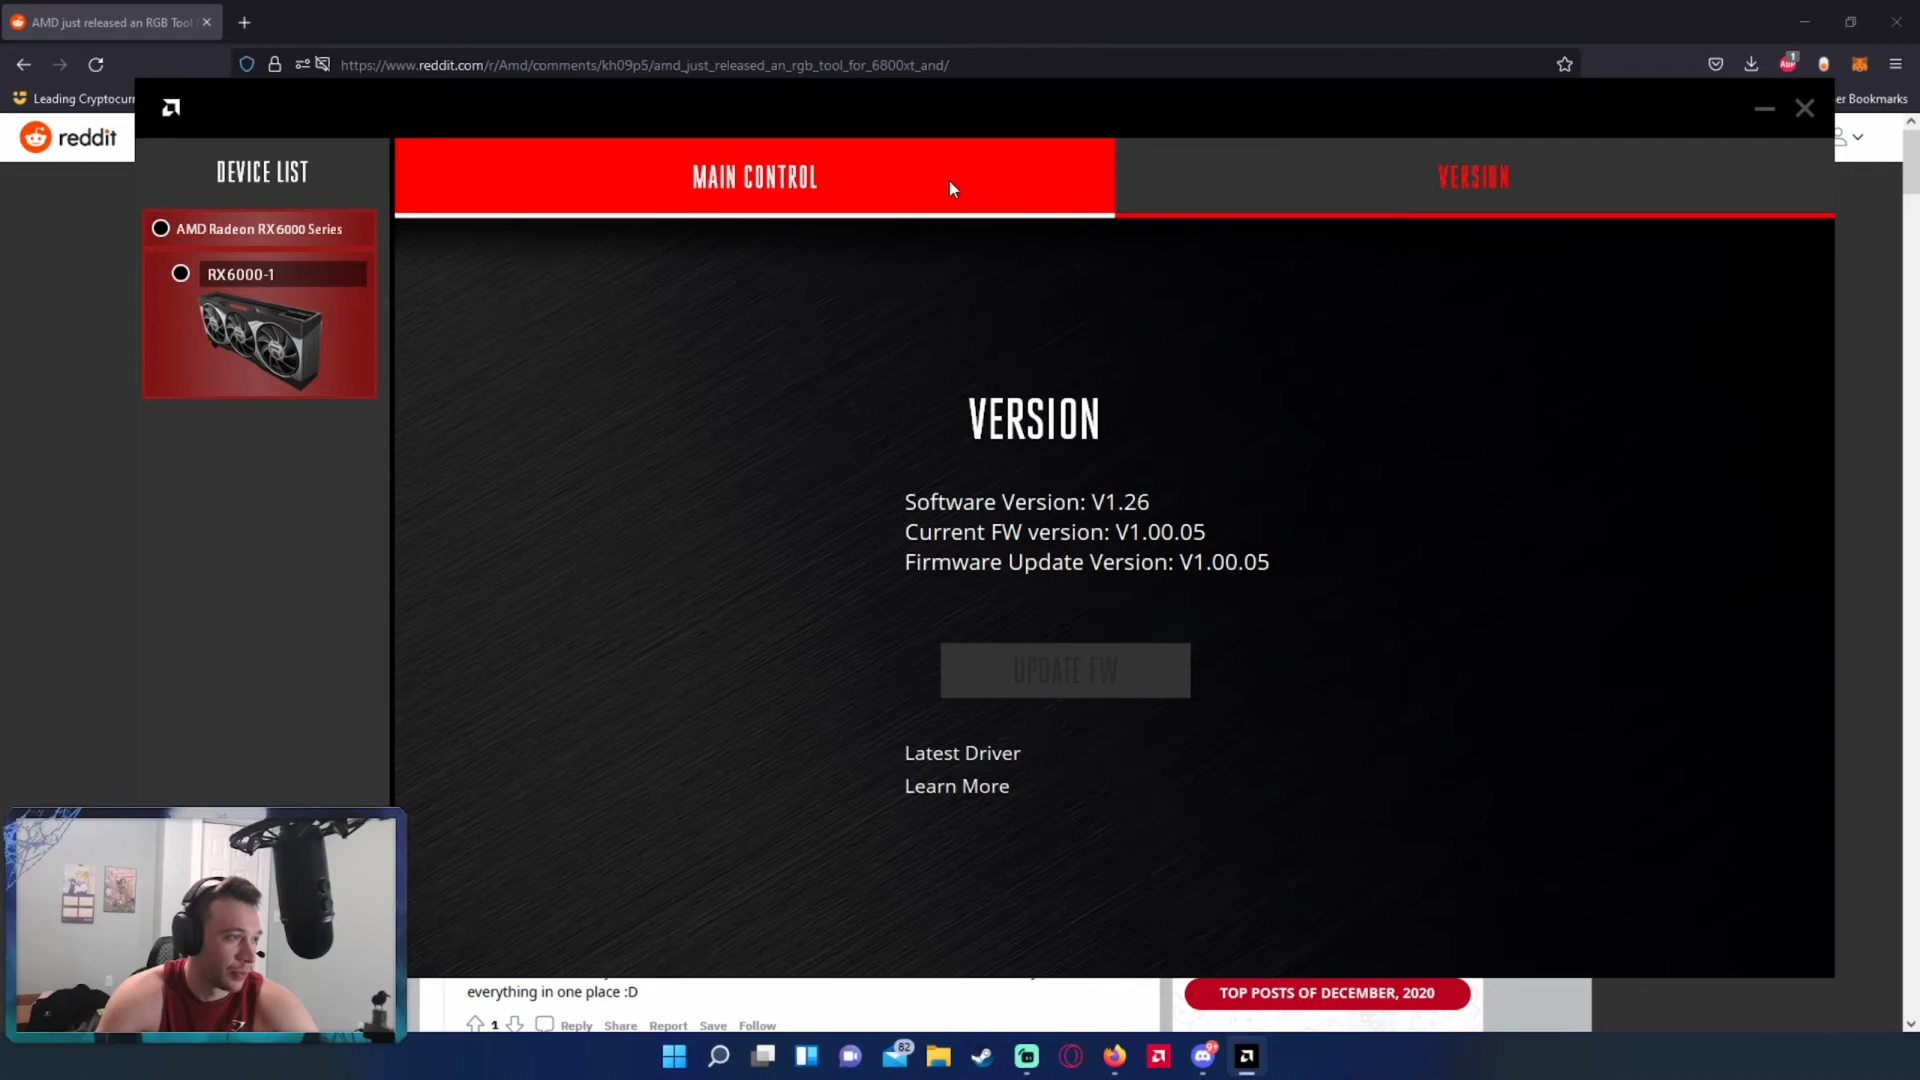 AMD just released an RGB Tool
https://www.reddit.com/r/Amd/comments/kh09p5/amd_just_released_an_rgb_tool_for_6800xt_and/
1
Leading Cryptocurr
er Bookmarks
reddit
DEVICE LIST
MAIN CONTROL
VERSION
AMD Radeon RX6000 Series
RX6000-1
VERSION
Software Version: V1.26
Current FW version: V1.00.05
Firmware Update Version: V1.00.05
UPDATE FW
Latest Driver
Learn More
everything in one place :D
TOP POSTS OF DECEMBER, 2020
1 Reply Share Report Save Follow
82
9+